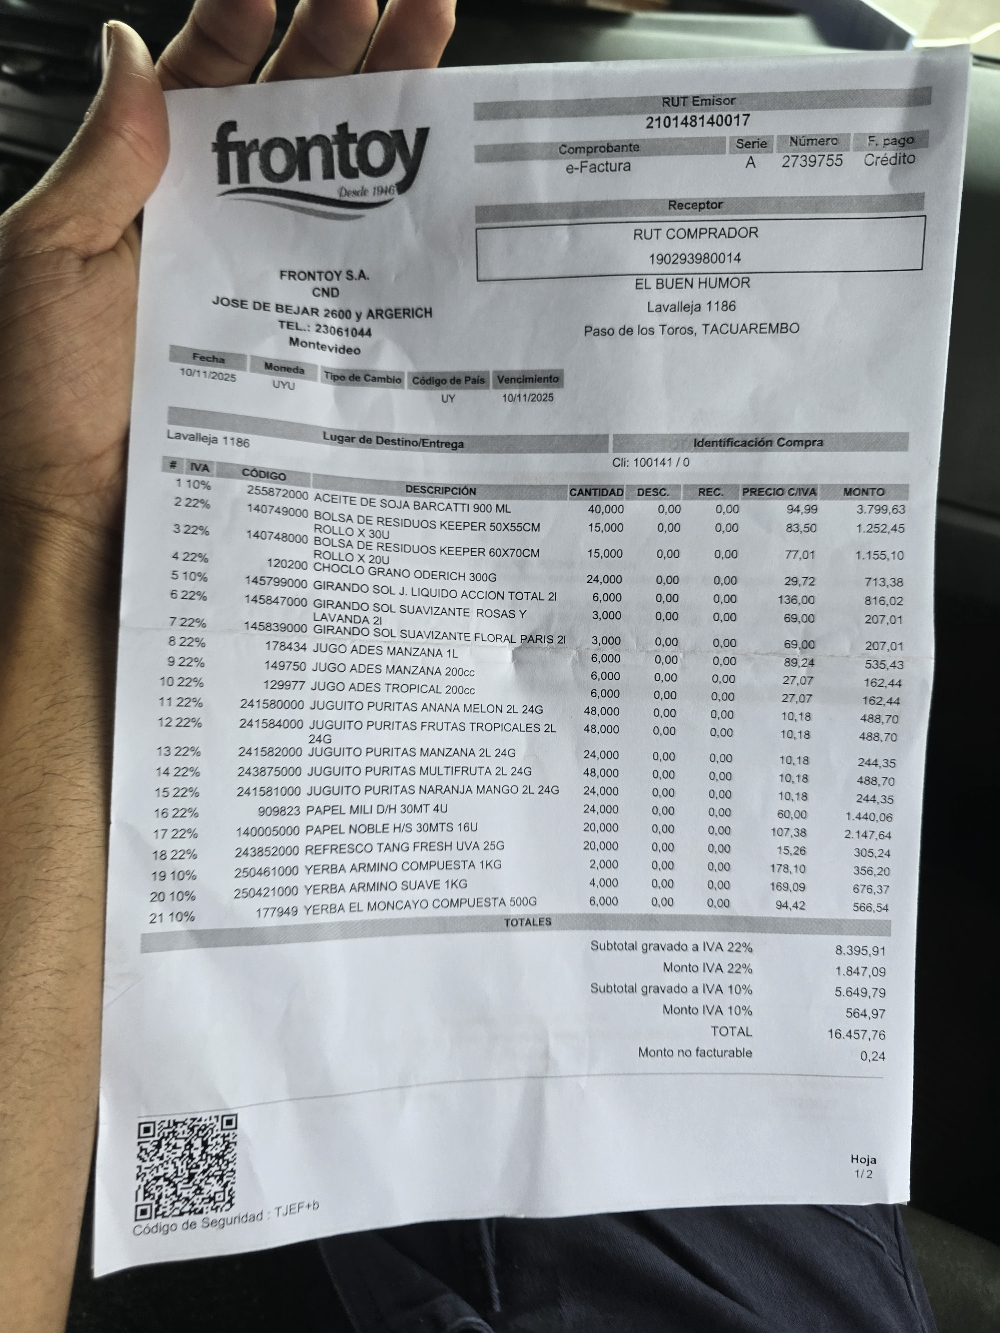 frontoy
Desde 1946
RUT Emisor
210148140017
Comprobante Serie Número F. pago
e-Factura A 2739755 Crédito
Receptor
RUT COMPRADOR
190293980014
EL BUEN HUMOR
Lavalleja 1186
Paso de los Toros, TACUAREMBO
FRONTOY S.A.
CND
JOSE DE BEJAR 2600 y ARGERICH
TEL.: 23061044
Montevideo
Fecha Moneda Tipo de Cambio Código de País Vencimiento
10/11/2025 UYU UY 10/11/2025
Lugar de Destino/Entrega Identificación Compra
Lavalleja 1186 Cli: 100141 / 0
# IVA CÓDIGO DESCRIPCIÓN CANTIDAD DESC. REC. PRECIO C/IVA MONTO
1 10% 255872000 ACEITE DE SOJA BARCATTI 900 ML 40,000 0,00 0,00 94,99 3.799,63
2 22% 140749000 BOLSA DE RESIDUOS KEEPER 50X55CM 15,000 0,00 0,00 83,50 1.252,45
ROLLO X 30U
3 22% 140748000 BOLSA DE RESIDUOS KEEPER 60X70CM 15,000 0,00 0,00 77,01 1.155,10
ROLLO X 20U
4 22% 120200 CHOCLO GRANO ODERICH 300G 24,000 0,00 0,00 29,72 713,38
5 10% 145799000 GIRANDO SOL J. LIQUIDO ACCION TOTAL 2l 6,000 0,00 0,00 136,00 816,02
6 22% 145847000 GIRANDO SOL SUAVIZANTE ROSAS Y 3,000 0,00 0,00 69,00 207,01
LAVANDA 2l
7 22% 145839000 GIRANDO SOL SUAVIZANTE FLORAL PARIS 2l 3,000 0,00 0,00 69,00 207,01
8 22% 178434 JUGO ADES MANZANA 1L 6,000 0,00 0,00 89,24 535,43
9 22% 149750 JUGO ADES MANZANA 200cc 6,000 0,00 0,00 27,07 162,44
10 22% 129977 JUGO ADES TROPICAL 200cc 6,000 0,00 0,00 27,07 162,44
11 22% 241580000 JUGUITO PURITAS ANANA MELON 2L 24G 48,000 0,00 0,00 10,18 488,70
12 22% 241584000 JUGUITO PURITAS FRUTAS TROPICALES 2L 48,000 0,00 0,00 10,18 488,70
24G
13 22% 241582000 JUGUITO PURITAS MANZANA 2L 24G 24,000 0,00 0,00 10,18 244,35
14 22% 243875000 JUGUITO PURITAS MULTIFRUTA 2L 24G 48,000 0,00 0,00 10,18 488,70
15 22% 241581000 JUGUITO PURITAS NARANJA MANGO 2L 24G 24,000 0,00 0,00 10,18 244,35
16 22% 909823 PAPEL MILI D/H 30MT 4U 24,000 0,00 0,00 60,00 1.440,06
17 22% 140005000 PAPEL NOBLE H/S 30MTS 16U 20,000 0,00 0,00 107,38 2.147,64
18 22% 243852000 REFRESCO TANG FRESH UVA 25G 20,000 0,00 0,00 15,26 305,24
19 10% 250461000 YERBA ARMINO COMPUESTA 1KG 2,000 0,00 0,00 178,10 356,20
20 10% 250421000 YERBA ARMINO SUAVE 1KG 4,000 0,00 0,00 169,09 676,37
21 10% 177949 YERBA EL MONCAYO COMPUESTA 500G 6,000 0,00 0,00 94,42 566,54
TOTALES
Subtotal gravado a IVA 22% 8.395,91
Monto IVA 22% 1.847,09
Subtotal gravado a IVA 10% 5.649,79
Monto IVA 10% 564,97
TOTAL 16.457,76
Monto no facturable 0,24
Hoja
1/ 2
Código de Seguridad : TJEF+b